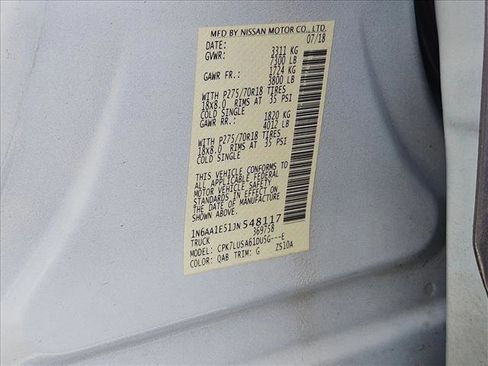 MFD BY NISSAN MOTOR CO., LTD.
DATE: 07/18
GVWR: 3311 KG
7300 LB
GAWR FR.: 1724 KG
3800 LB
WITH P275/70R18 TIRES
18X8.0 RIMS AT 35 PSI
COLD SINGLE
GAWR RR.: 1820 KG
4012 LB
WITH P275/70R18 TIRES
18X8.0 RIMS AT 35 PSI
COLD SINGLE
THIS VEHICLE CONFORMS TO
ALL APPLICABLE FEDERAL
MOTOR VEHICLE SAFETY
STANDARDS IN EFFECT ON
THE DATE OF MANUFACTURE
SHOWN ABOVE.
1N6AA1E51JN548117
TRUCK 369758
MODEL: CPK7LUSA61DUSG---E
COLOR: QAB TRIM: G ZS10A